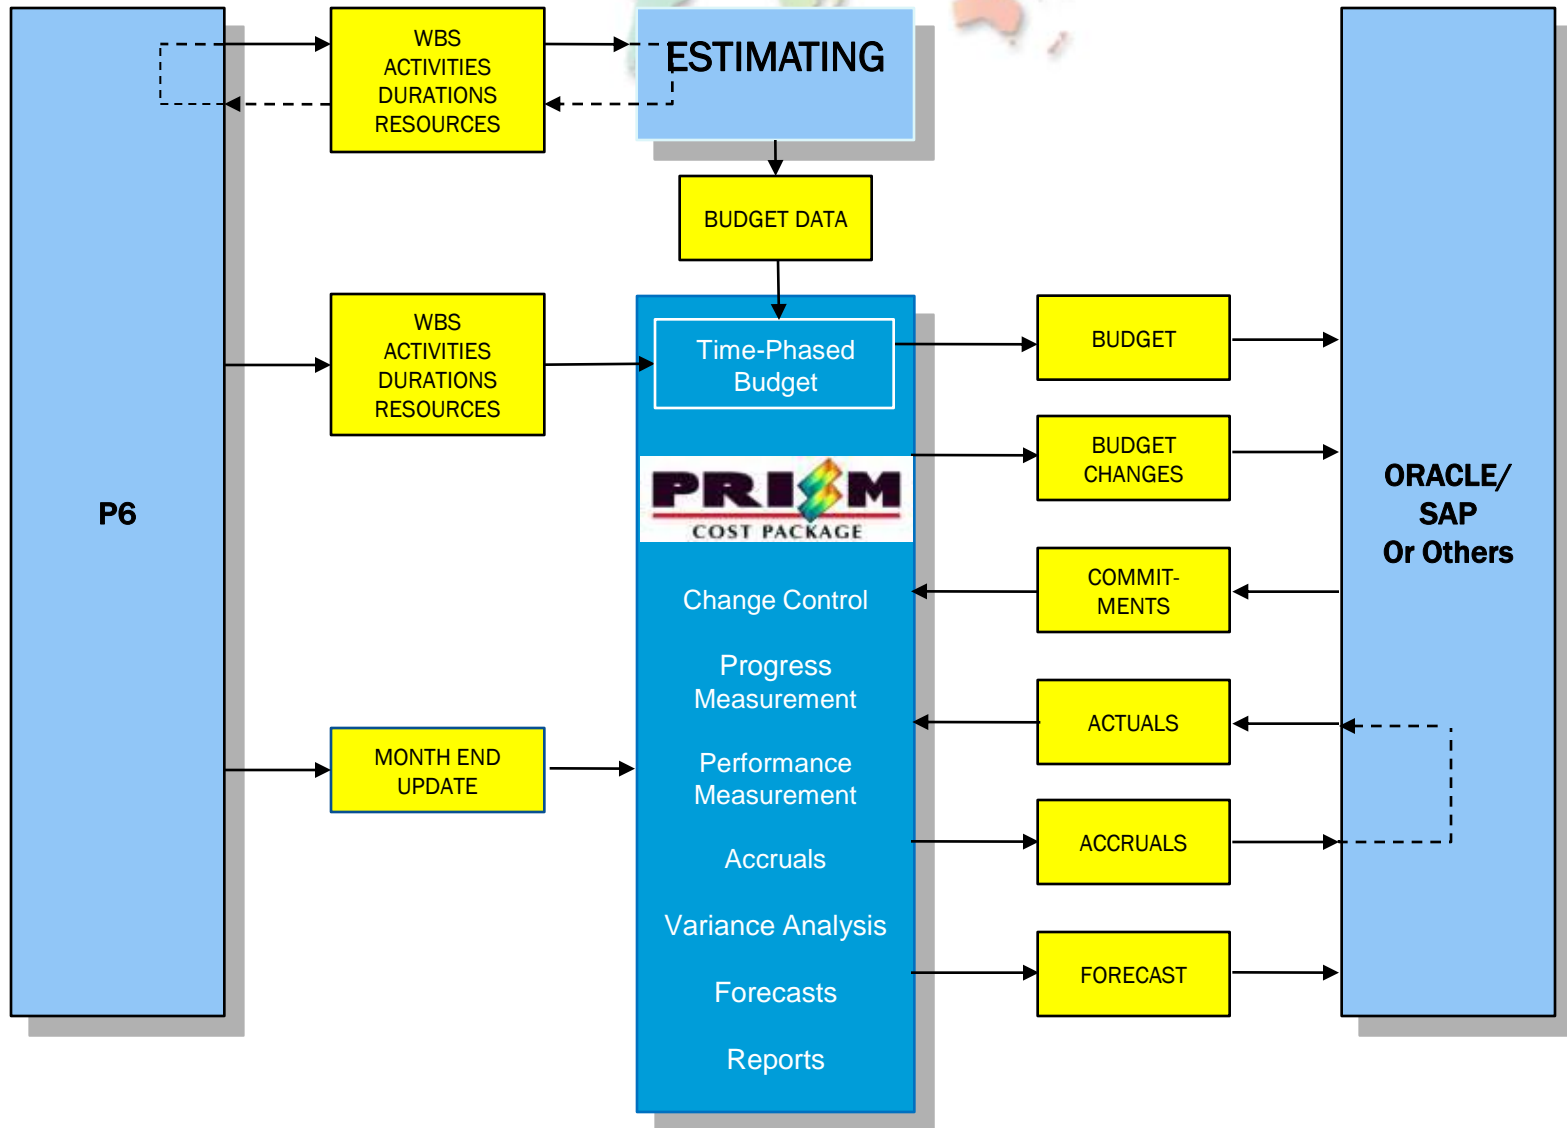 WBS
ACTIVITIES
DURATIONS
RESOURCES
ESTIMATING
BUDGET DATA
WBS
ACTIVITIES
DURATIONS
RESOURCES
Time-Phased
Budget
BUDGET
BUDGET
CHANGES
P6
PRISM
COST PACKAGE
ORACLE/
SAP
Or Others
Change Control
COMMIT-
MENTS
Progress
Measurement
ACTUALS
MONTH END
UPDATE
Performance
Measurement
Accruals
ACCRUALS
Variance Analysis
Forecasts
FORECAST
Reports